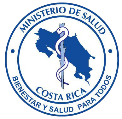 MINISTERIO DE SALUD
COSTA RICA
BIENESTAR Y SALUD PARA TODOS